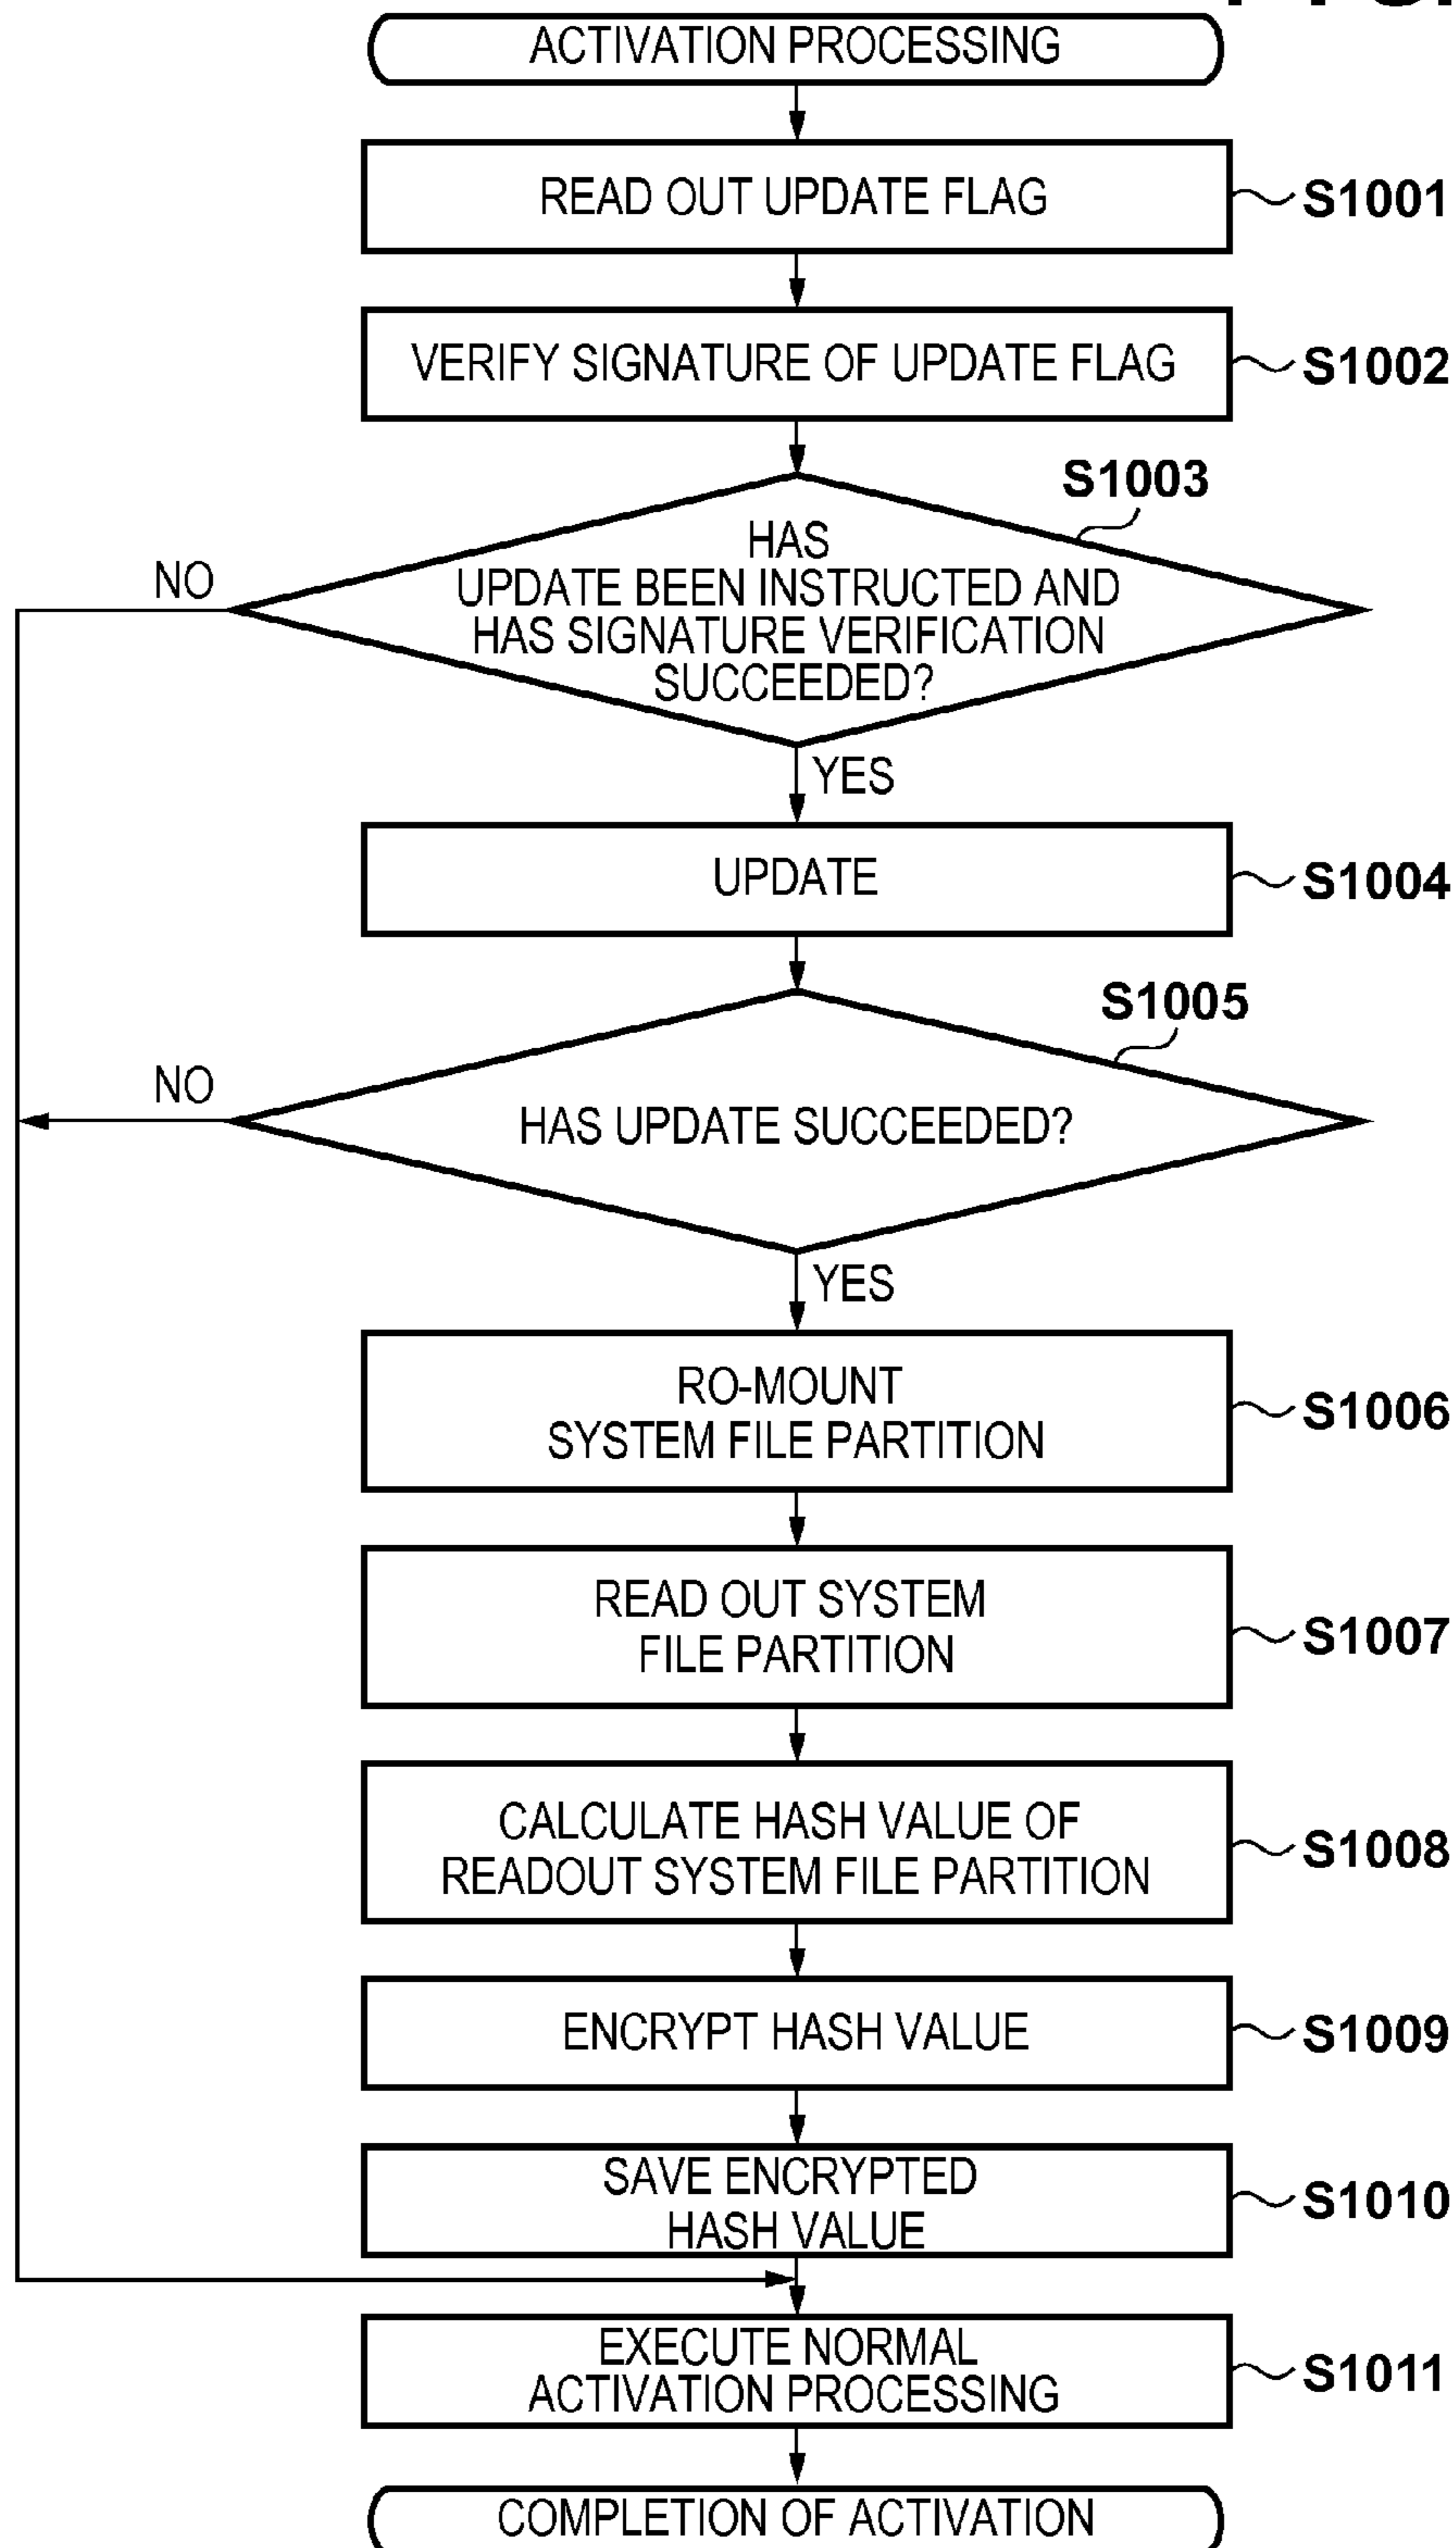 ACTIVATION PROCESSING
READ OUT UPDATE FLAG
S1001
VERIFY SIGNATURE OF UPDATE FLAG
S1002
S1003
HAS
UPDATE BEEN INSTRUCTED AND
HAS SIGNATURE VERIFICATION
SUCCEEDED?
NO
YES
UPDATE
S1004
S1005
HAS UPDATE SUCCEEDED?
NO
YES
RO-MOUNT
SYSTEM FILE PARTITION
S1006
READ OUT SYSTEM
FILE PARTITION
S1007
CALCULATE HASH VALUE OF
READOUT SYSTEM FILE PARTITION
S1008
ENCRYPT HASH VALUE
S1009
SAVE ENCRYPTED
HASH VALUE
S1010
EXECUTE NORMAL
ACTIVATION PROCESSING
S1011
COMPLETION OF ACTIVATION